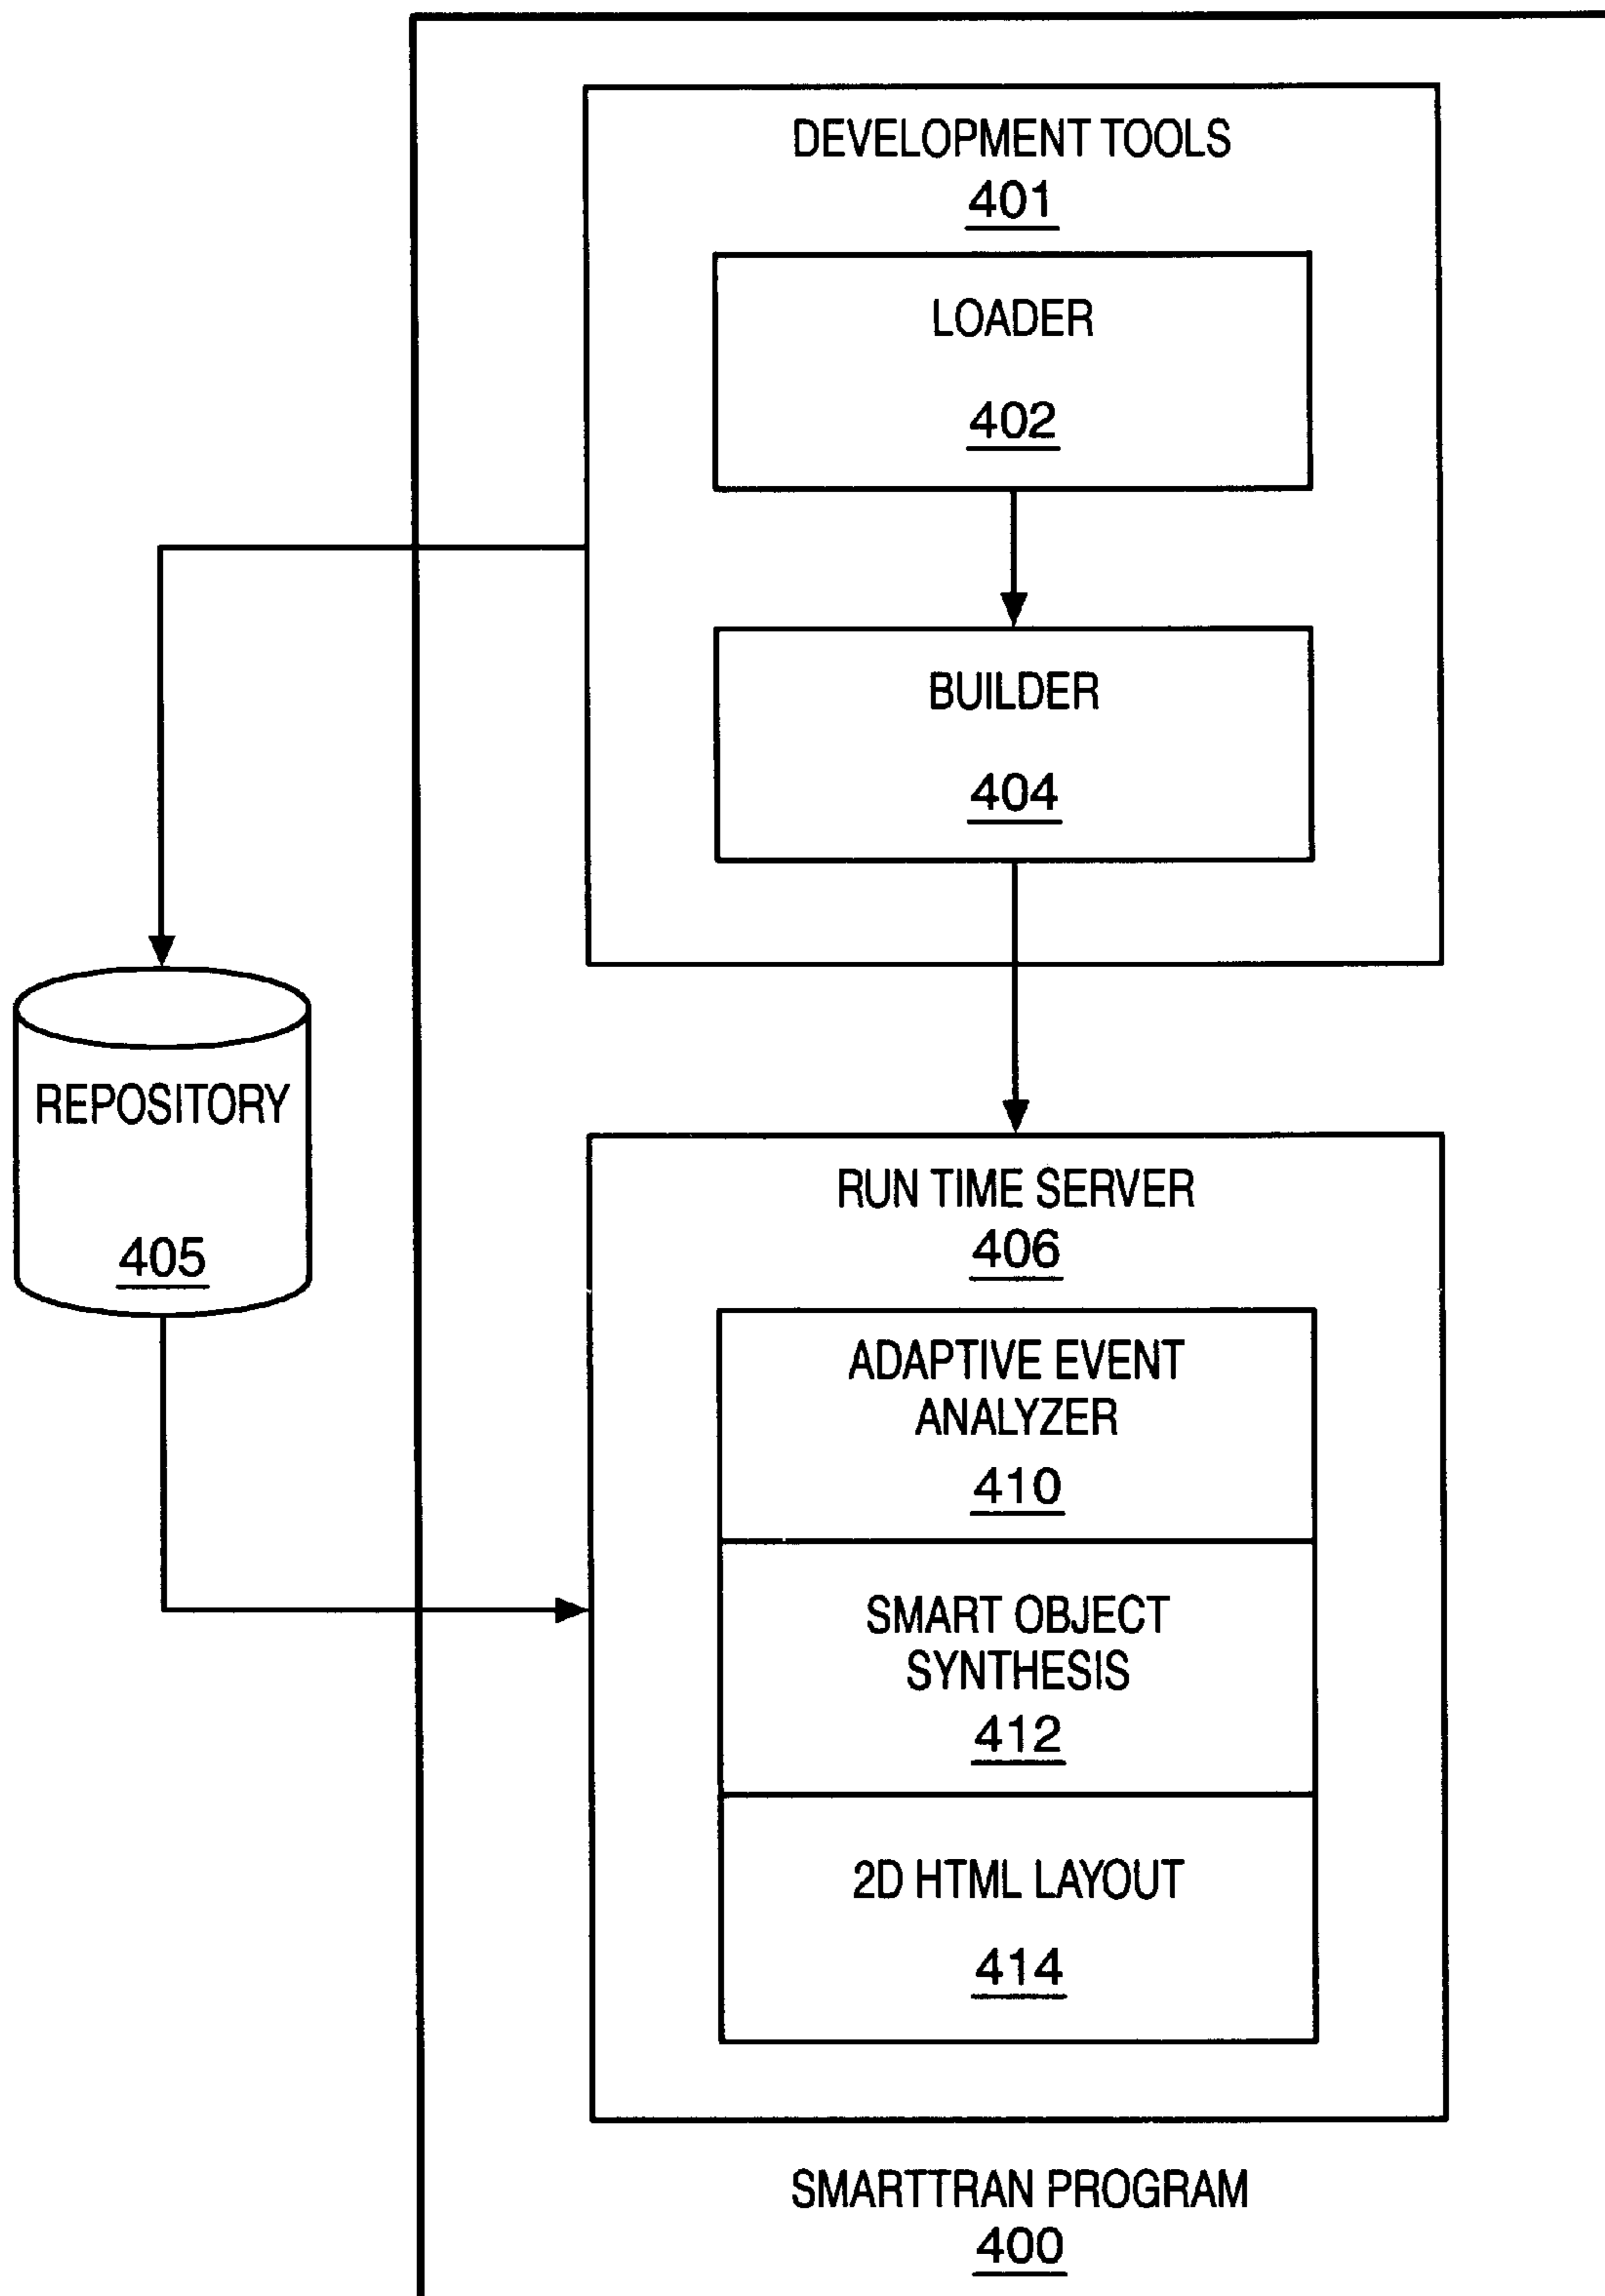 DEVELOPMENT TOOLS
401
LOADER
402
BUILDER
404
REPOSITORY
405
RUN TIME SERVER
406
ADAPTIVE EVENT
ANALYZER
410
SMART OBJECT
SYNTHESIS
412
2D HTML LAYOUT
414
SMARTTRAN PROGRAM
400